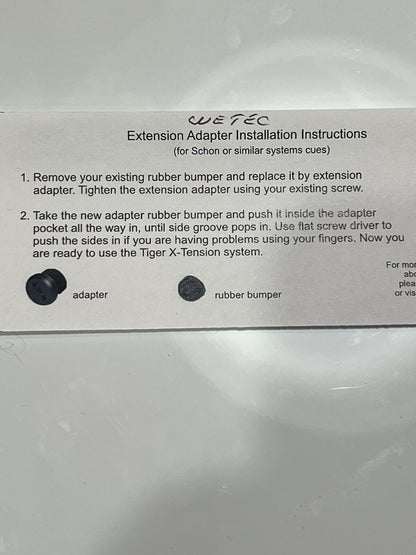 CUETEC
Extension Adapter Installation Instructions
(for Schon or similar systems cues)
1. Remove your existing rubber bumper and replace it by extension
adapter. Tighten the extension adapter using your existing screw.
2. Take the new adapter rubber bumper and push it inside the adapter
pocket all the way in, until side groove pops in. Use flat screw driver to
push the sides in if you are having problems using your fingers. Now you
are ready to use the Tiger X-Tension system.
adapter
rubber bumper
For mor
abo
plea
or vis